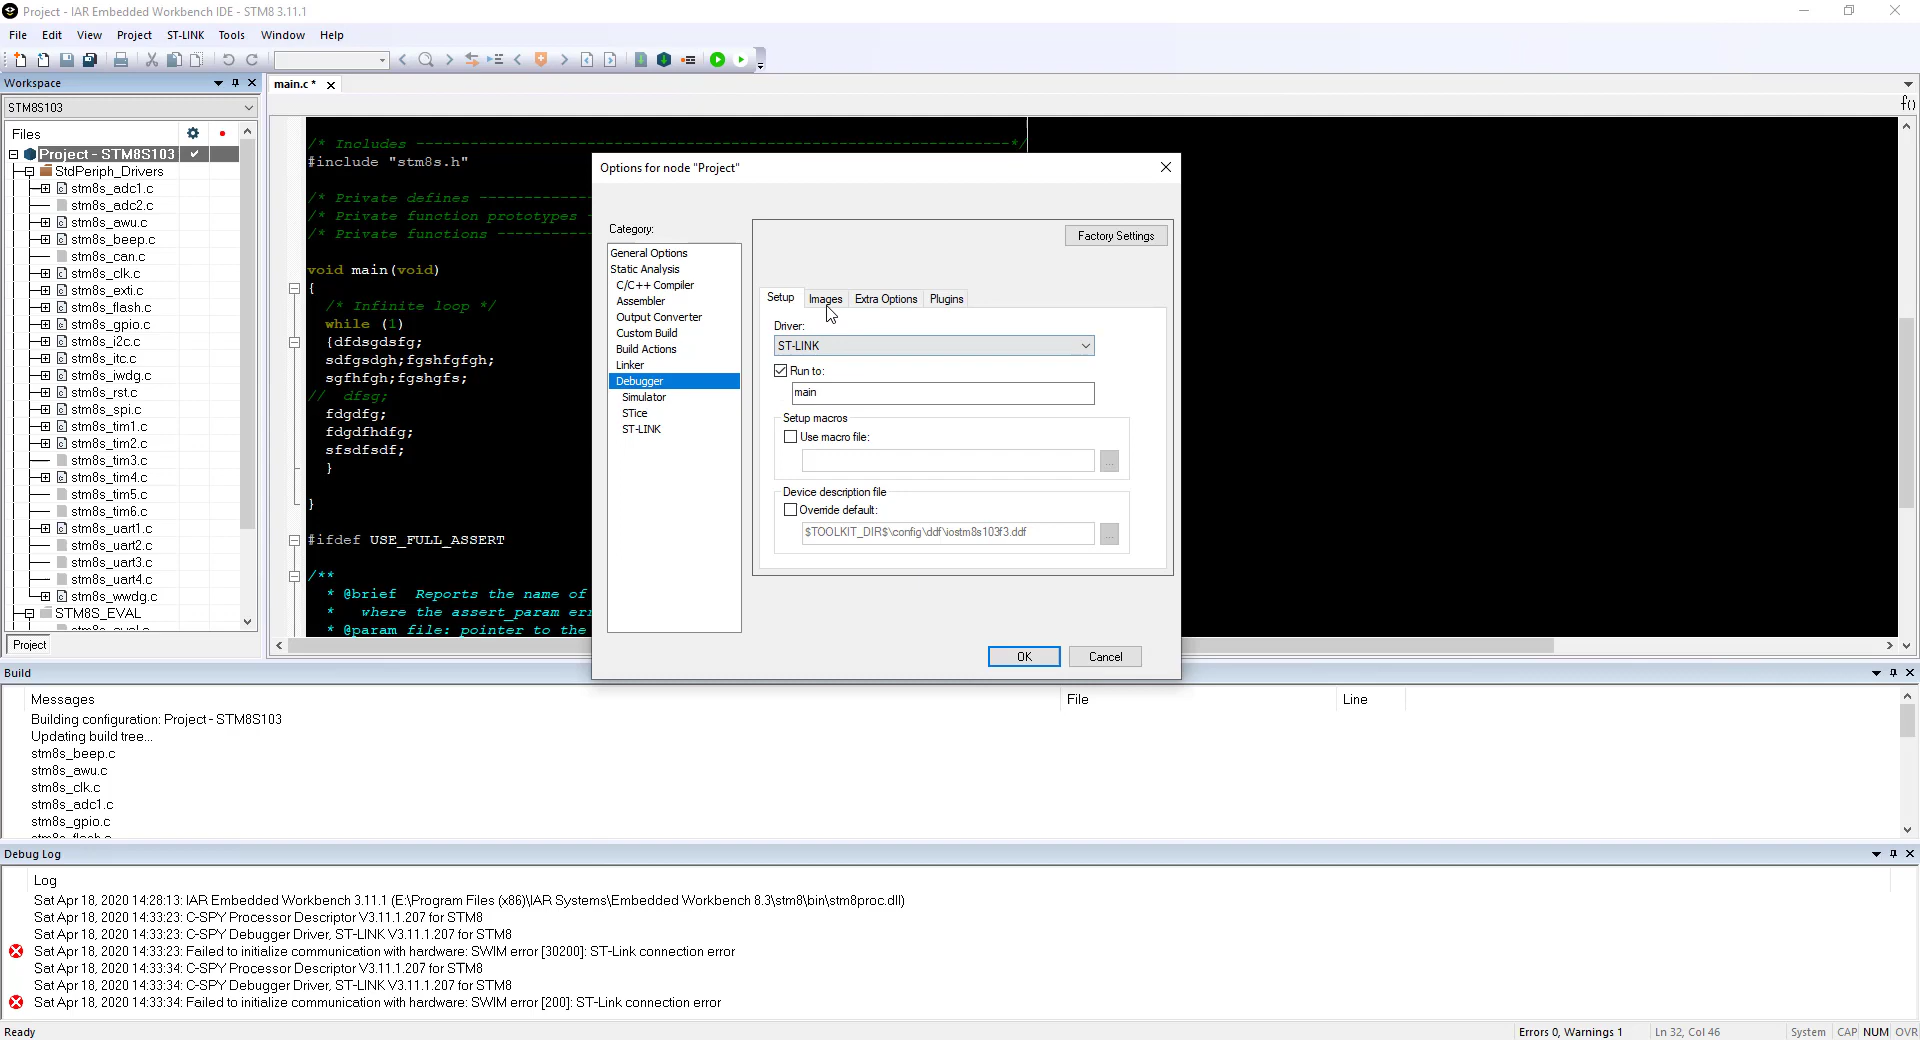 Project - IAR Embedded Workbench IDE - STM8 3.11.1
File Edit View Project ST-LINK Tools Window Help
Workspace
STM8S103
Files
Project - STM8S103
StdPeriph_Drivers
stm8s_adc1.c
stm8s_adc2.c
stm8s_awu.c
stm8s_beep.c
stm8s_can.c
stm8s_clk.c
stm8s_exti.c
stm8s_flash.c
stm8s_gpio.c
stm8s_i2c.c
stm8s_itc.c
stm8s_iwdg.c
stm8s_rst.c
stm8s_spi.c
stm8s_tim1.c
stm8s_tim2.c
stm8s_tim3.c
stm8s_tim4.c
stm8s_tim5.c
stm8s_tim6.c
stm8s_uart1.c
stm8s_uart2.c
stm8s_uart3.c
stm8s_uart4.c
stm8s_wwdg.c
STM8S_EVAL
Project
main.c *
f()
/* Includes ------------------------------------------------------------------*/
#include "stm8s.h"
/* Private defines -----------
/* Private function prototypes -
/* Private functions ----------
void main(void)
{
/* Infinite loop */
while (1)
{dfdsgdsfg;
sdfgsdgh;fgshfgfgh;
sgfhfgh;fgshgfs;
// dfsg;
fdgdfg;
fdgdfhdfg;
sfsdfsdf;
}
}
#ifdef USE_FULL_ASSERT
/**
* @brief Reports the name of
* where the assert_param err
* @param file: pointer to the
Options for node "Project"
Category:
General Options
Static Analysis
C/C++ Compiler
Assembler
Output Converter
Custom Build
Build Actions
Linker
Debugger
Simulator
STice
ST-LINK
Factory Settings
Setup Images Extra Options Plugins
Driver:
ST-LINK
Run to:
main
Setup macros
Use macro file:
...
Device description file
Override default:
$TOOLKIT_DIR$\config\ddf\iostm8s103f3.ddf
...
OK Cancel
Build
Messages File Line
Building configuration: Project - STM8S103
Updating build tree...
stm8s_beep.c
stm8s_awu.c
stm8s_clk.c
stm8s_adc1.c
stm8s_gpio.c
Debug Log
Log
Sat Apr 18, 2020 14:28:13: IAR Embedded Workbench 3.11.1 (E:\Program Files (x86)\IAR Systems\Embedded Workbench 8.3\stm8\bin\stm8proc.dll)
Sat Apr 18, 2020 14:33:23: C-SPY Processor Descriptor V3.11.1.207 for STM8
Sat Apr 18, 2020 14:33:23: C-SPY Debugger Driver, ST-LINK V3.11.1.207 for STM8
Sat Apr 18, 2020 14:33:23: Failed to initialize communication with hardware: SWIM error [30200]: ST-Link connection error
Sat Apr 18, 2020 14:33:34: C-SPY Processor Descriptor V3.11.1.207 for STM8
Sat Apr 18, 2020 14:33:34: C-SPY Debugger Driver, ST-LINK V3.11.1.207 for STM8
Sat Apr 18, 2020 14:33:34: Failed to initialize communication with hardware: SWIM error [200]: ST-Link connection error
Ready Errors 0, Warnings 1 Ln 32, Col 46 System CAP NUM OVR